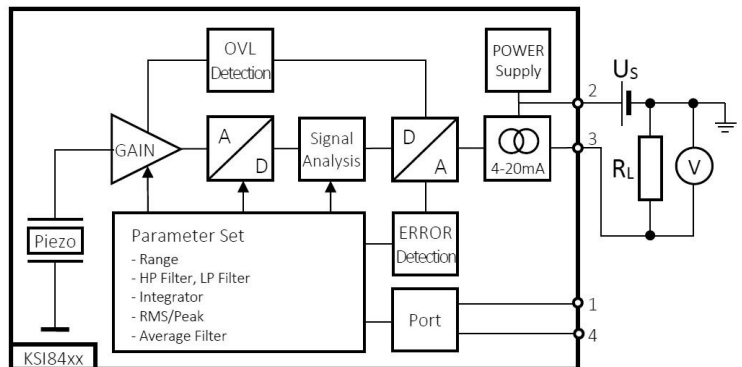 OVL
Detection
POWER
Supply
2
Us
3
GAIN
A
D
Signal
Analysis
D
A
4-20mA
RL
V
Piezo
Parameter Set
- Range
- HP Filter, LP Filter
- Integrator
- RMS/Peak
- Average Filter
ERROR
Detection
Port
1
4
KSI84xx